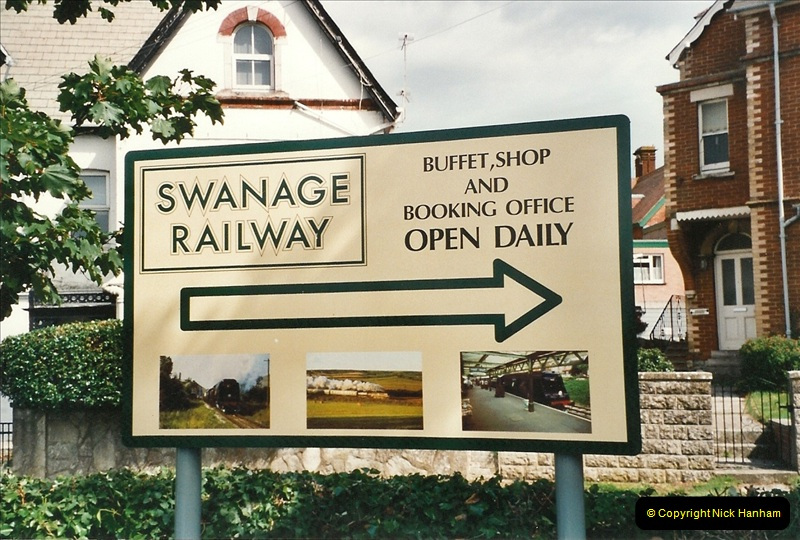 SWANAGE
RAILWAY
BUFFET,SHOP
AND
BOOKING OFFICE
OPEN DAILY
©Copyright Nick Hanham